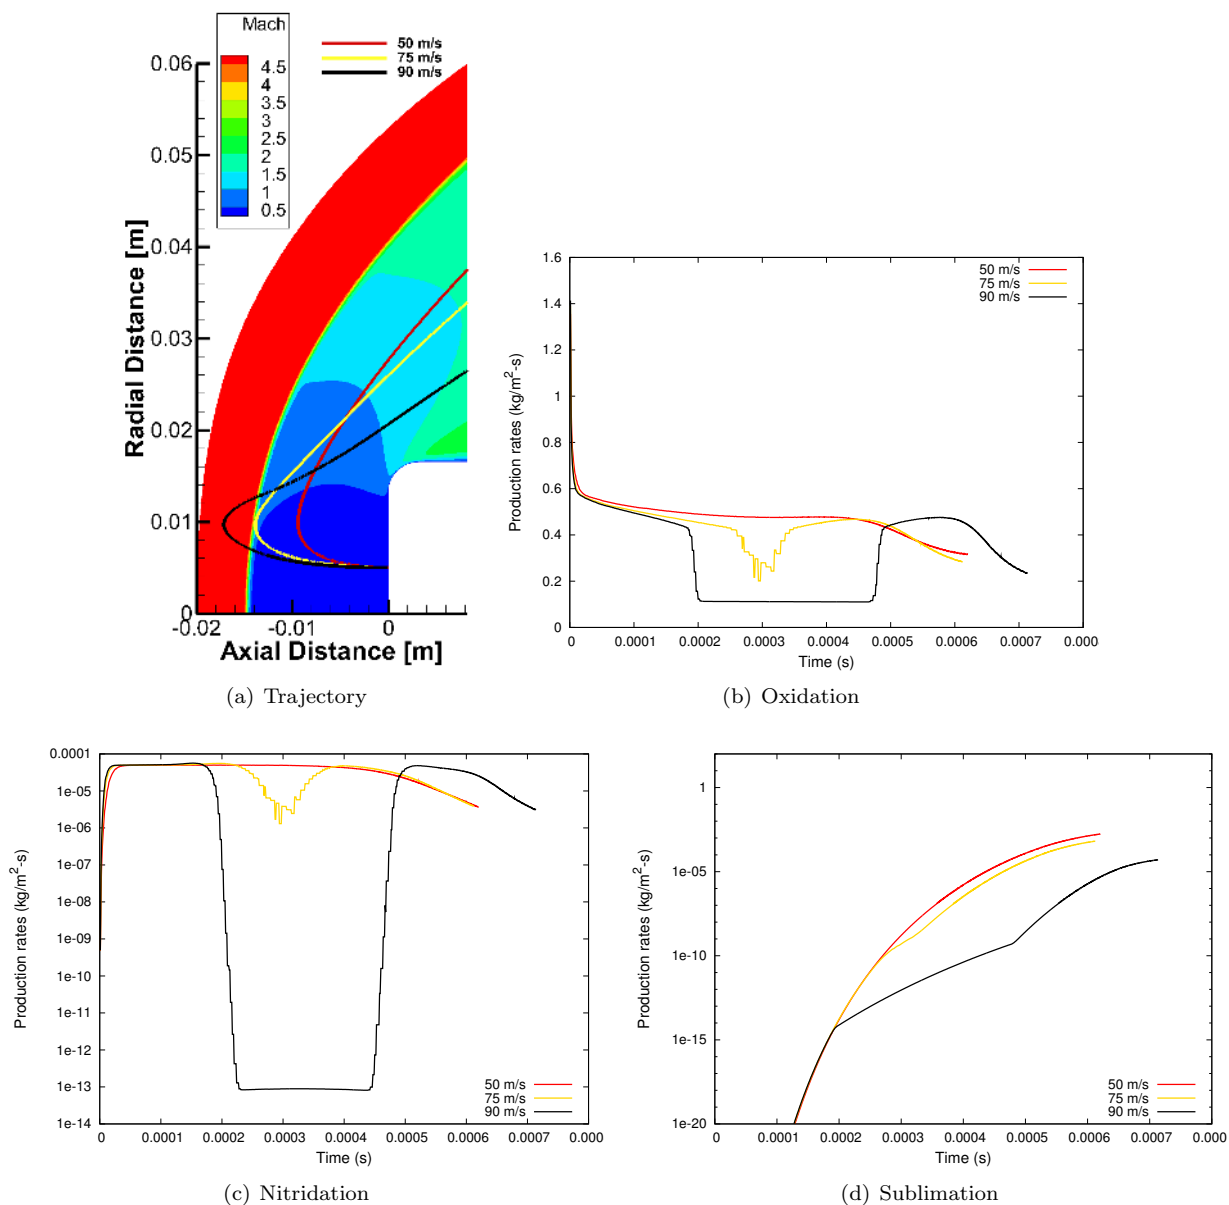 Mach
4.5
4
3.5
3
2.5
2
1.5
1
0.5
50 m/s
75 m/s
90 m/s
0.06
0.05
0.04
0.03
0.02
0.01
0
Radial Distance [m]
-0.02
-0.01
0
Axial Distance [m]
(a) Trajectory
1.6
1.4
1.2
1
0.8
0.6
0.4
0.2
0
Production rates (kg/m2-s)
50 m/s
75 m/s
90 m/s
0
0.0001
0.0002
0.0003
0.0004
0.0005
0.0006
0.0007
0.000
Time (s)
(b) Oxidation
0.0001
1e-05
1e-06
1e-07
1e-08
1e-09
1e-10
1e-11
1e-12
1e-13
1e-14
Production rates (kg/m2-s)
50 m/s
75 m/s
90 m/s
0
0.0001
0.0002
0.0003
0.0004
0.0005
0.0006
0.0007
0.000
Time (s)
(c) Nitridation
1
1e-05
1e-10
1e-15
1e-20
Production rates (kg/m2-s)
50 m/s
75 m/s
90 m/s
0
0.0001
0.0002
0.0003
0.0004
0.0005
0.0006
0.0007
0.000
Time (s)
(d) Sublimation